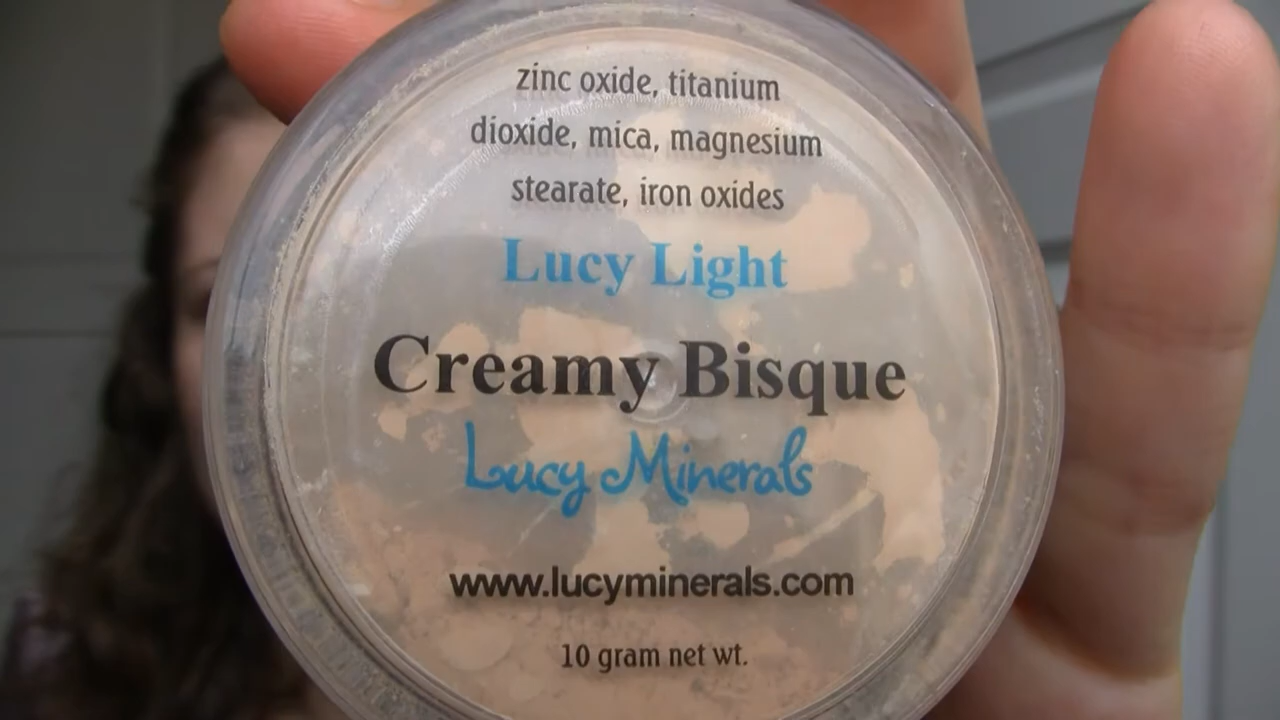 zinc oxide, titanium
dioxide, mica, magnesium
stearate, iron oxides
Lucy Light
Creamy Bisque
Lucy Minerals
www.lucyminerals.com
10 gram net wt.